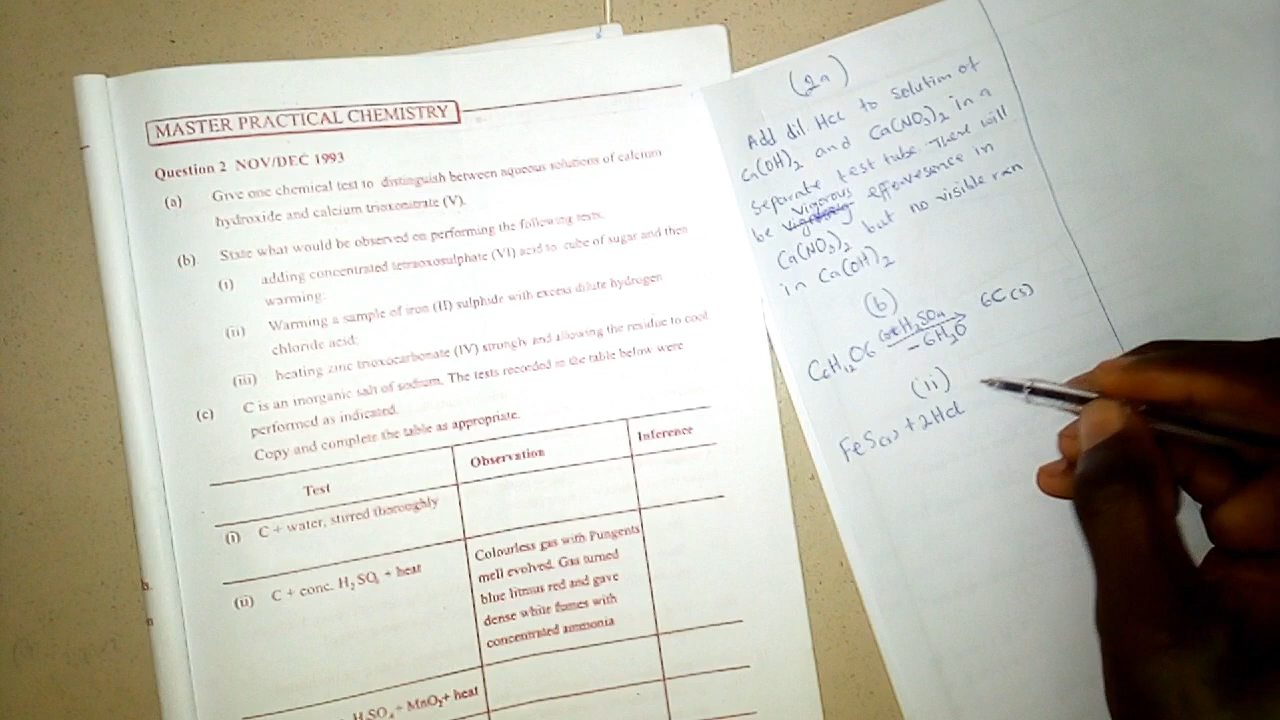 MASTER PRACTICAL CHEMISTRY
Question 2 NOV/DEC 1993
(a) Give one chemical test to distinguish between aqueous solutions of calcium
hydroxide and calcium trioxonitrate (V).
(b) State what would be observed on performing the following tests.
(i) adding concentrated tetraoxosulphate (VI) acid to cube of sugar and then
warming;
(ii) Warming a sample of iron (II) sulphide with excess dilute hydrogen
chloride acid;
(iii) heating zinc trioxocarbonate (IV) strongly and allowing the residue to cool
(c) C is an inorganic salt of sodium. The tests recorded in the table below were
performed as indicated.
Copy and complete the table as appropriate.
Test Observation Inference
(i) C + water, stirred thoroughly
(ii) C + conc. H₂SO₄ + heat
Colourless gas with Pungents
mell evolved. Gas turned
blue litmus red and gave
dense white fumes with
concentrated ammonia
H₂SO₄ + MnO₂ + heat
(2a)
Add dil. HCl to solution of
Ca(OH)₂ and Ca(NO₃)₂ in a
separate test tube. There will
be vigorous effervesence in
Ca(NO₃)₂ but no visible rxn
in Ca(OH)₂
(b)
C₆H₁₂O₆ H₂SO₄ 6C(s)
−6H₂O
(ii)
FeS(s) + 2HCl